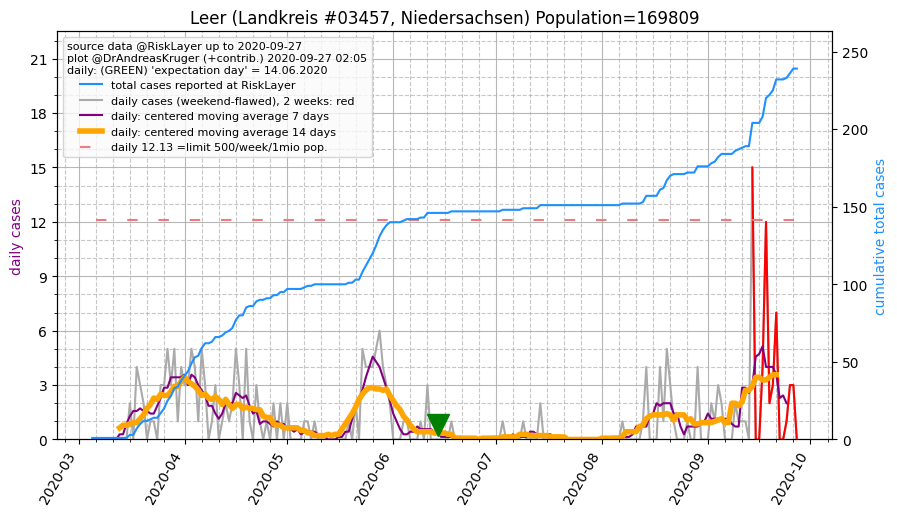 Leer (Landkreis #03457, Niedersachsen) Population=169809
source data @RiskLayer up to 2020-09-27
plot @DrAndreasKruger (+contrib.) 2020-09-27 02:05
daily: (GREEN) 'expectation day' = 14.06.2020
total cases reported at RiskLayer
daily cases (weekend-flawed), 2 weeks: red
daily: centered moving average 7 days
daily: centered moving average 14 days
daily 12.13 =limit 500/week/1mio pop.
daily cases
21
18
15
12
9
6
3
0
250
200
150
100
50
0
cumulative total cases
2020-03
2020-04
2020-05
2020-06
2020-07
2020-08
2020-09
2020-10